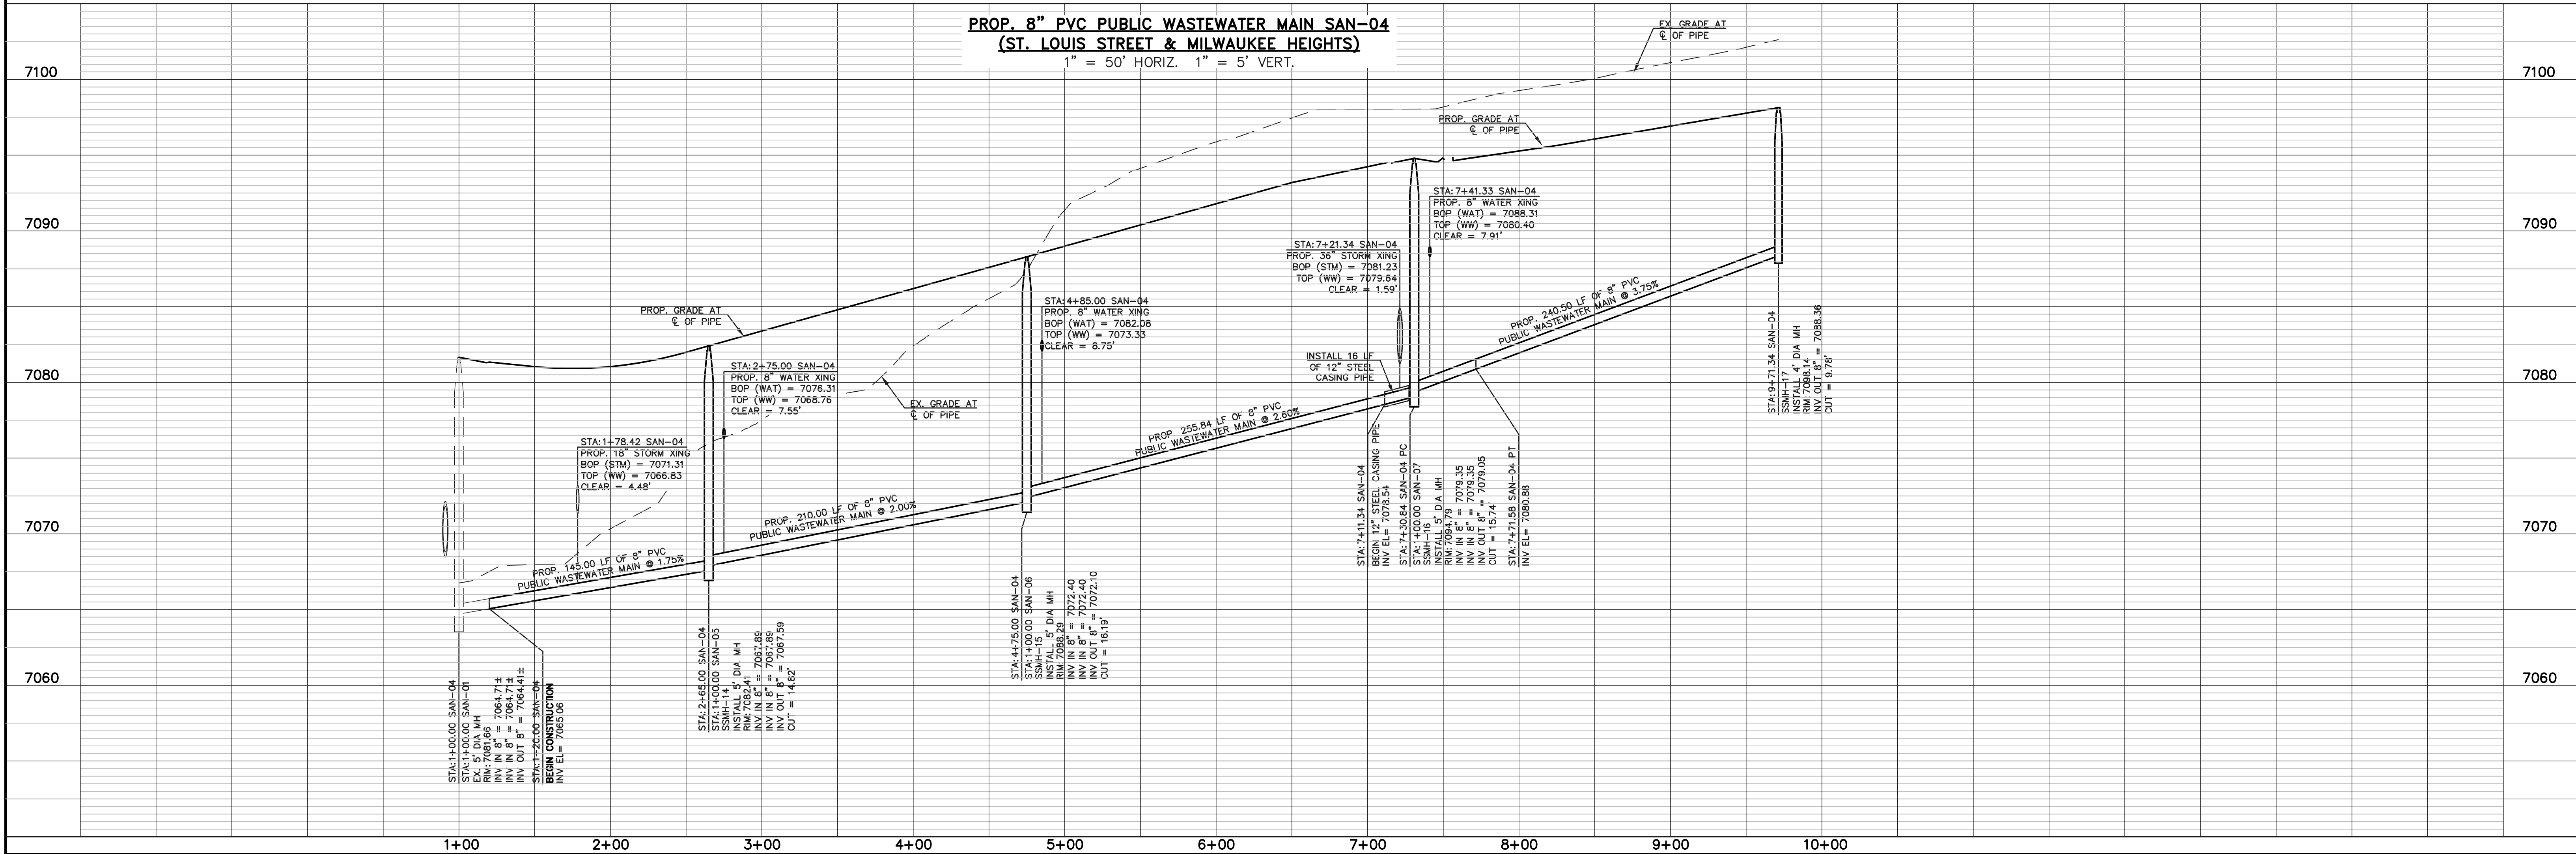 PROP. 8" PVC PUBLIC WASTEWATER MAIN SAN-04
(ST. LOUIS STREET & MILWAUKEE HEIGHTS)
1" = 50' HORIZ. 1" = 5' VERT.
EX. GRADE AT
℄ OF PIPE
7100
7100
PROP. GRADE AT
℄ OF PIPE
7090
7090
STA:7+41.33 SAN-04
PROP. 8" WATER XING
BOP (WAT) = 7088.31
TOP (WW) = 7080.40
CLEAR = 7.91'
STA:7+21.34 SAN-04
PROP. 36" STORM XING
BOP (STM) = 7081.23
TOP (WW) = 7079.64
CLEAR = 1.59'
PROP. 240.50 LF OF 8" PVC
PUBLIC WASTEWATER MAIN @ 3.75%
STA:4+85.00 SAN-04
PROP. 8" WATER XING
BOP (WAT) = 7082.08
TOP (WW) = 7073.33
CLEAR = 8.75'
PROP. GRADE AT
℄ OF PIPE
INSTALL 16 LF
OF 12" STEEL
CASING PIPE
7080
7080
STA:2+75.00 SAN-04
PROP. 8" WATER XING
BOP (WAT) = 7076.31
TOP (WW) = 7068.76
CLEAR = 7.55'
EX. GRADE AT
℄ OF PIPE
STA:1+78.42 SAN-04
PROP. 18" STORM XING
BOP (STM) = 7071.31
TOP (WW) = 7066.83
CLEAR = 4.48'
PROP. 255.84 LF OF 8" PVC
PUBLIC WASTEWATER MAIN @ 2.60%
PROP. 210.00 LF OF 8" PVC
PUBLIC WASTEWATER MAIN @ 2.00%
PROP. 145.00 LF OF 8" PVC
PUBLIC WASTEWATER MAIN @ 1.75%
7070
7070
7060
7060
STA:1+00.00 SAN-04
STA:1+00.00 SAN-01
EX. 5' DIA MH
RIM:7081.66
INV IN 8" = 7064.71±
INV IN 8" = 7064.71±
INV OUT 8" = 7064.41±
STA:1+20.00 SAN-04
BEGIN CONSTRUCTION
INV EL= 7065.06
STA:2+65.00 SAN-04
STA:1+00.00 SAN-05
SSMH-14
INSTALL 5' DIA MH
RIM:7082.41
INV IN 8" = 7067.89
INV IN 8" = 7067.89
INV OUT 8" = 7067.59
CUT = 14.82'
STA:4+75.00 SAN-04
STA:1+00.00 SAN-06
SSMH-15
INSTALL 5' DIA MH
RIM:7088.29
INV IN 8" = 7072.40
INV IN 8" = 7072.40
INV OUT 8" = 7072.10
CUT = 16.19'
STA:7+11.34 SAN-04
BEGIN 12" STEEL CASING PIPE
INV EL= 7078.54
STA:7+30.84 SAN-04 PC
STA:1+00.00 SAN-07
SSMH-16
INSTALL 5' DIA MH
RIM:7094.79
INV IN 8" = 7079.35
INV IN 8" = 7079.35
INV OUT 8" = 7079.05
CUT = 15.74'
STA:7+71.58 SAN-04 PT
INV EL= 7080.88
STA:9+71.34 SAN-04
SSMH-17
INSTALL 4' DIA MH
RIM:7098.14
INV OUT 8" = 7088.36
CUT = 9.78'
1+00
2+00
3+00
4+00
5+00
6+00
7+00
8+00
9+00
10+00